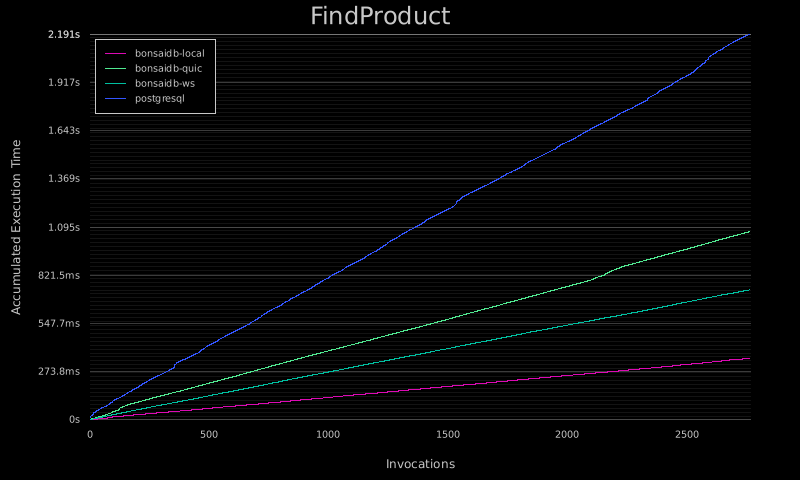 FindProduct
2.191s
bonsaidb-local
bonsaidb-quic
bonsaidb-ws
postgresql
1.917s
1.643s
1.369s
1.095s
821.5ms
547.7ms
273.8ms
0s
Accumulated Execution Time
0 500 1000 1500 2000 2500
Invocations